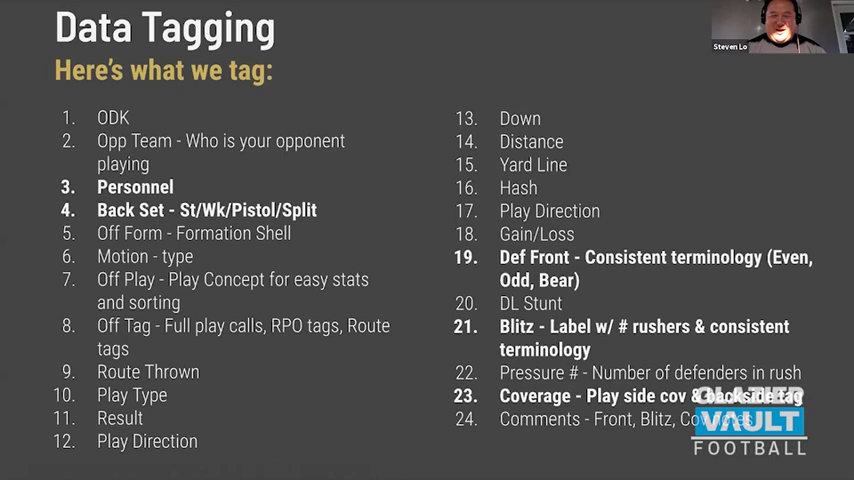 Data Tagging
Here's what we tag:
1. ODK
2. Opp Team - Who is your opponent
playing
3. Personnel
4. Back Set - St/Wk/Pistol/Split
5. Off Form - Formation Shell
6. Motion - type
7. Off Play - Play Concept for easy stats
and sorting
8. Off Tag - Full play calls, RPO tags, Route
tags
9. Route Thrown
10. Play Type
11. Result
12. Play Direction
13. Down
14. Distance
15. Yard Line
16. Hash
17. Play Direction
18. Gain/Loss
19. Def Front - Consistent terminology (Even,
Odd, Bear)
20. DL Stunt
21. Blitz - Label w/ # rushers & consistent
terminology
22. Pressure # - Number of defenders in rush
23. Coverage - Play side cov & backside tag
24. Comments - Front, Blitz, Cov notes
Steven Lo
GLAZIER
VAULT
FOOTBALL